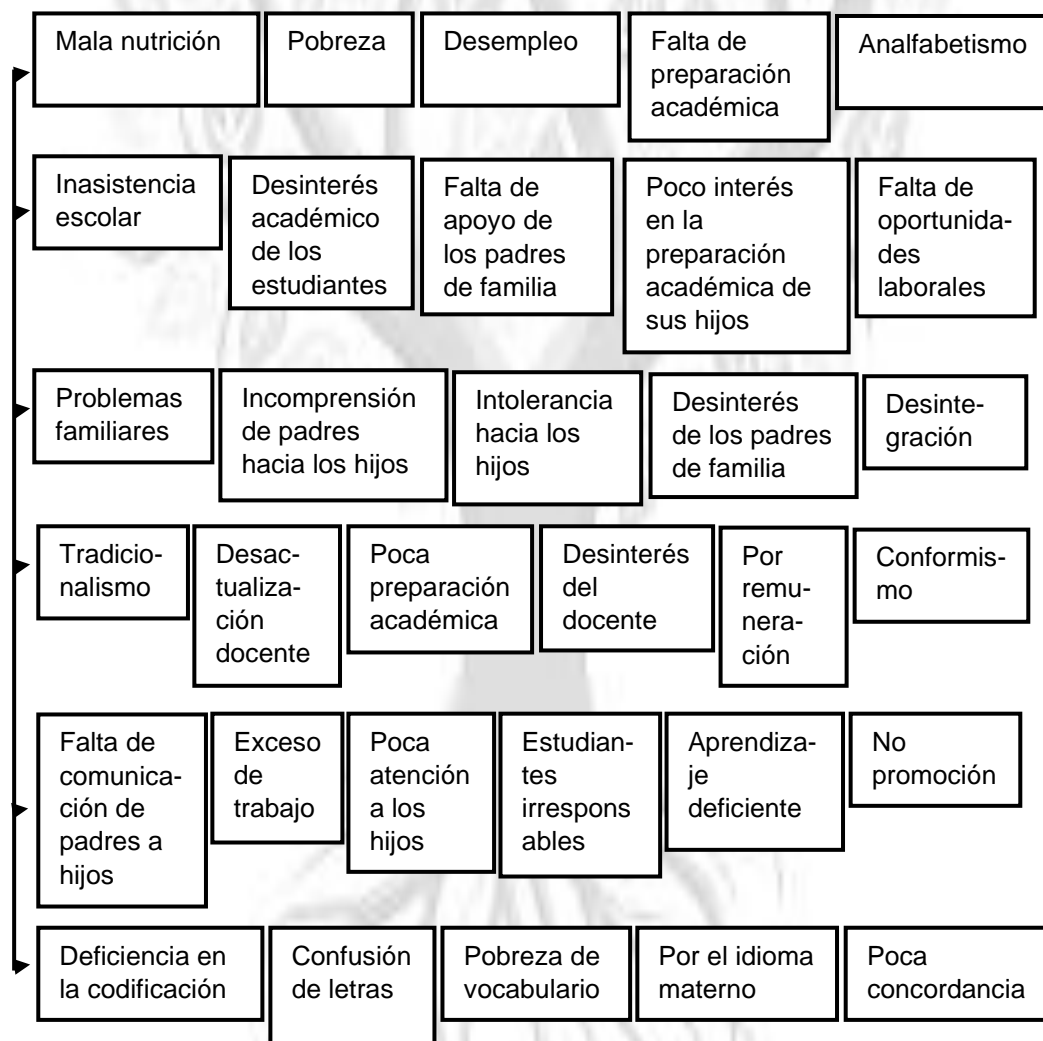 Mala nutrición
Pobreza
Desempleo
Falta de
preparación
académica
Analfabetismo
Inasistencia
escolar
Desinterés
académico
de los
estudiantes
Falta de
apoyo de
los padres
de familia
Poco interés
en la
preparación
académica de
sus hijos
Falta de
oportunida-
des
laborales
Problemas
familiares
Incomprensión
de padres
hacia los hijos
Intolerancia
hacia los
hijos
Desinterés
de los padres
de familia
Desinte-
gración
Tradicio-
nalismo
Desac-
tualiza-
ción
docente
Poca
preparación
académica
Desinterés
del
docente
Por
remu-
nera-
ción
Conformis-
mo
Falta de
comunica-
ción de
padres a
hijos
Exceso
de
trabajo
Poca
atención
a los
hijos
Estudian-
tes
irrespons
ables
Aprendiza-
je
deficiente
No
promoción
Deficiencia en
la codificación
Confusión
de letras
Pobreza de
vocabulario
Por el idioma
materno
Poca
concordancia